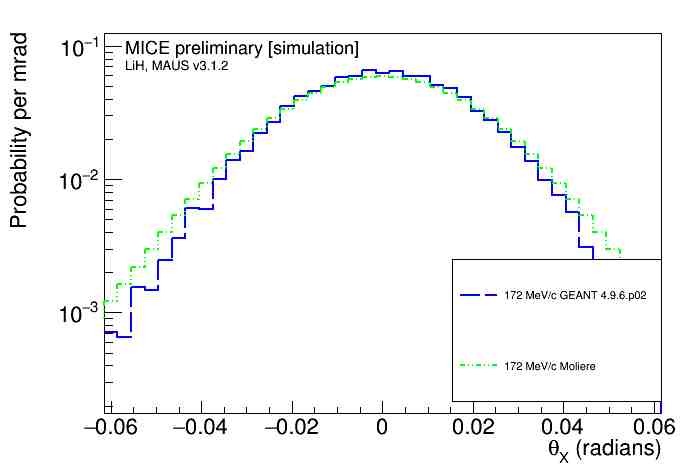 Probability per mrad
MICE preliminary [simulation]
LiH, MAUS v3.1.2
10⁻¹
10⁻²
10⁻³
172 MeV/c GEANT 4.9.6.p02
172 MeV/c Moliere
−0.06 −0.04 −0.02 0 0.02 0.04 0.06
θ_X (radians)